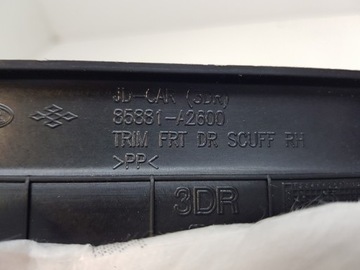 JD-CAR (3DR)
85881-A2600
TRIM FRT DR SCUFF RH
>PP<
3DR